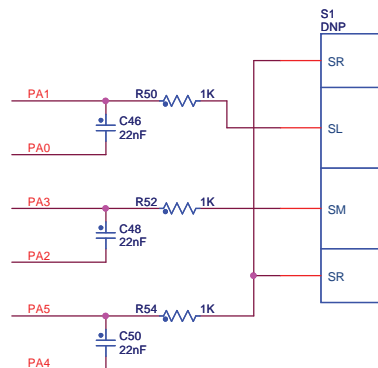 S1
DNP
SR
PA1
R50
1K
C46
22nF
SL
PA0
PA3
R52
1K
SM
C48
22nF
PA2
SR
PA5
R54
1K
C50
22nF
PA4